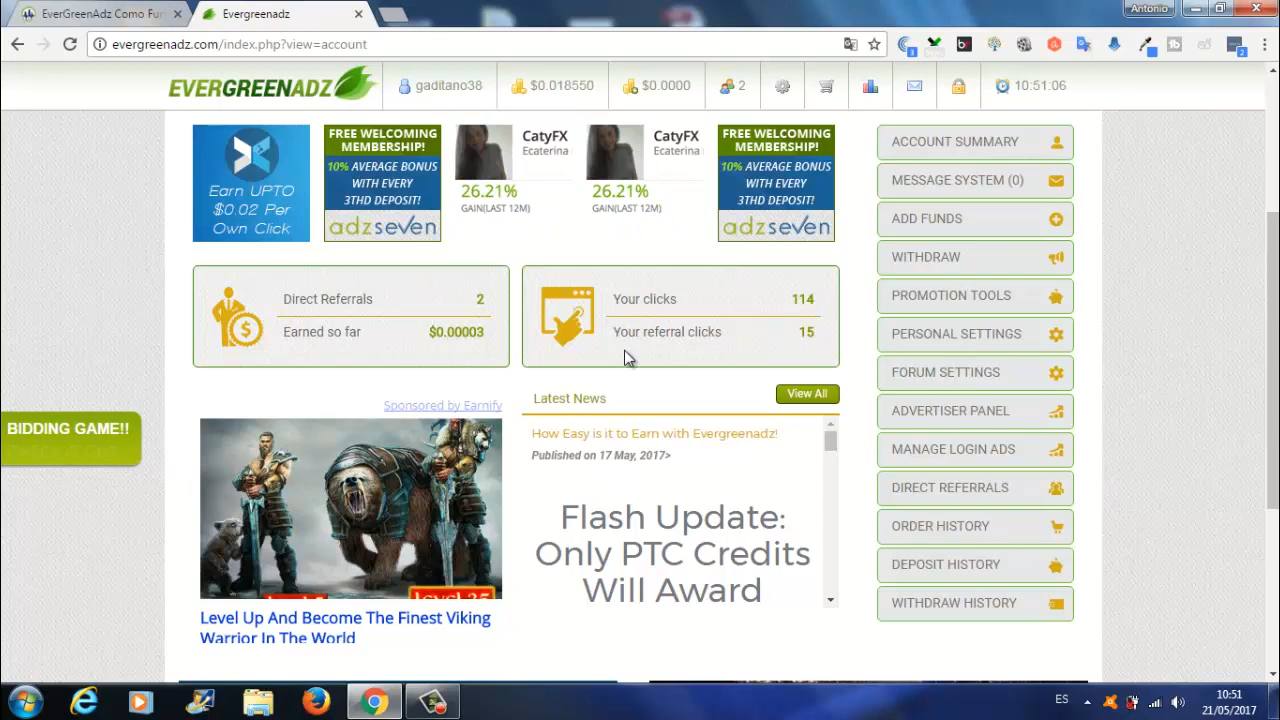 EverGreenAdz Como Fun
Evergreenadz
Antonio
evergreenadz.com/index.php?view=account
3
2
EVERGREENADZ
gaditano38
$0.018550
$0.0000
2
10:51:06
Earn UPTO
$0.02 Per
Own Click
FREE WELCOMING
MEMBERSHIP!
10% AVERAGE BONUS
WITH EVERY
3THD DEPOSIT!
adzseven
CatyFX
Ecaterina
26.21%
GAIN(LAST 12M)
CatyFX
Ecaterina
26.21%
GAIN(LAST 12M)
FREE WELCOMING
MEMBERSHIP!
10% AVERAGE BONUS
WITH EVERY
3THD DEPOSIT!
adzseven
Direct Referrals 2
Earned so far $0.00003
Your clicks 114
Your referral clicks 15
BIDDING GAME!!
Sponsored by Earnify
Level Up And Become The Finest Viking
Warrior In The World
Latest News
View All
How Easy is it to Earn with Evergreenadz!
Published on 17 May, 2017>
Flash Update:
Only PTC Credits
Will Award
ACCOUNT SUMMARY
MESSAGE SYSTEM (0)
ADD FUNDS
WITHDRAW
PROMOTION TOOLS
PERSONAL SETTINGS
FORUM SETTINGS
ADVERTISER PANEL
MANAGE LOGIN ADS
DIRECT REFERRALS
ORDER HISTORY
DEPOSIT HISTORY
WITHDRAW HISTORY
ES
10:51
21/05/2017